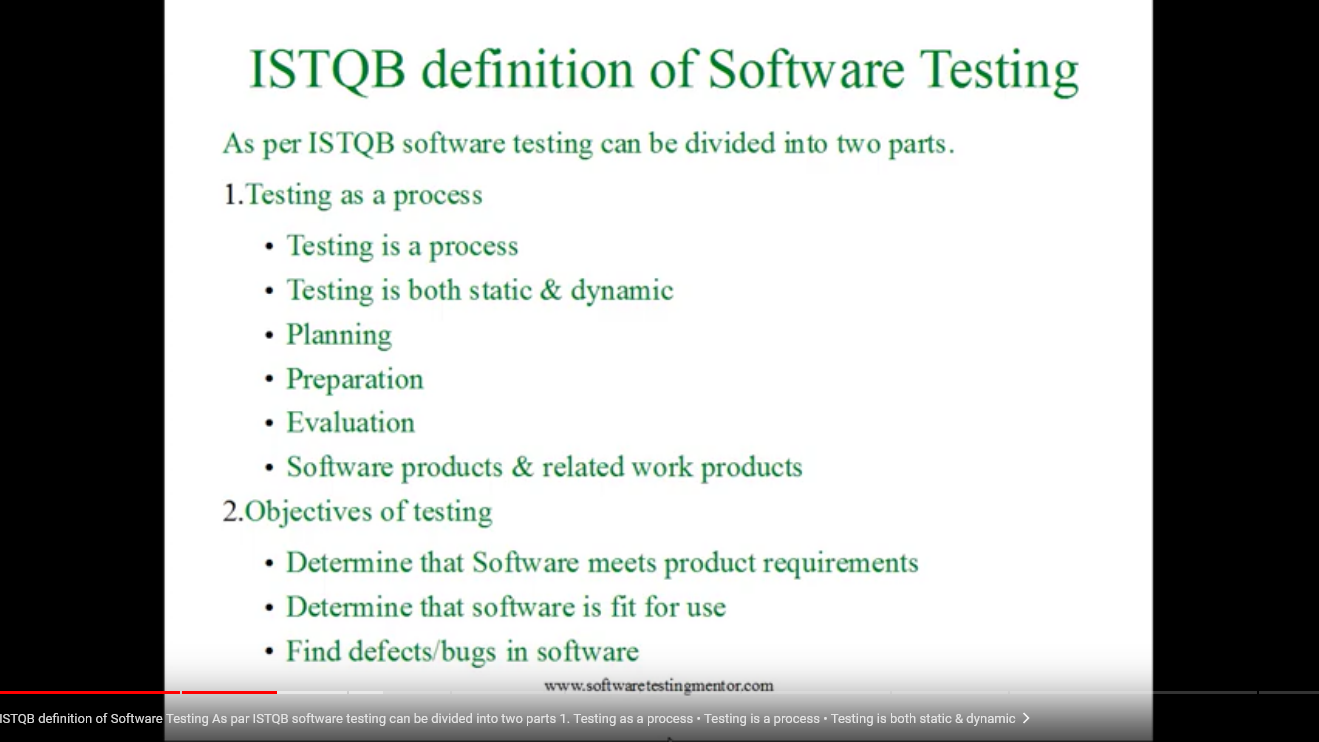 ISTQB definition of Software Testing
As per ISTQB software testing can be divided into two parts.
1.Testing as a process
• Testing is a process
• Testing is both static & dynamic
• Planning
• Preparation
• Evaluation
• Software products & related work products
2.Objectives of testing
• Determine that Software meets product requirements
• Determine that software is fit for use
• Find defects/bugs in software
www.softwaretestingmentor.com
ISTQB definition of Software Testing As par ISTQB software testing can be divided into two parts 1. Testing as a process • Testing is a process • Testing is both static & dynamic